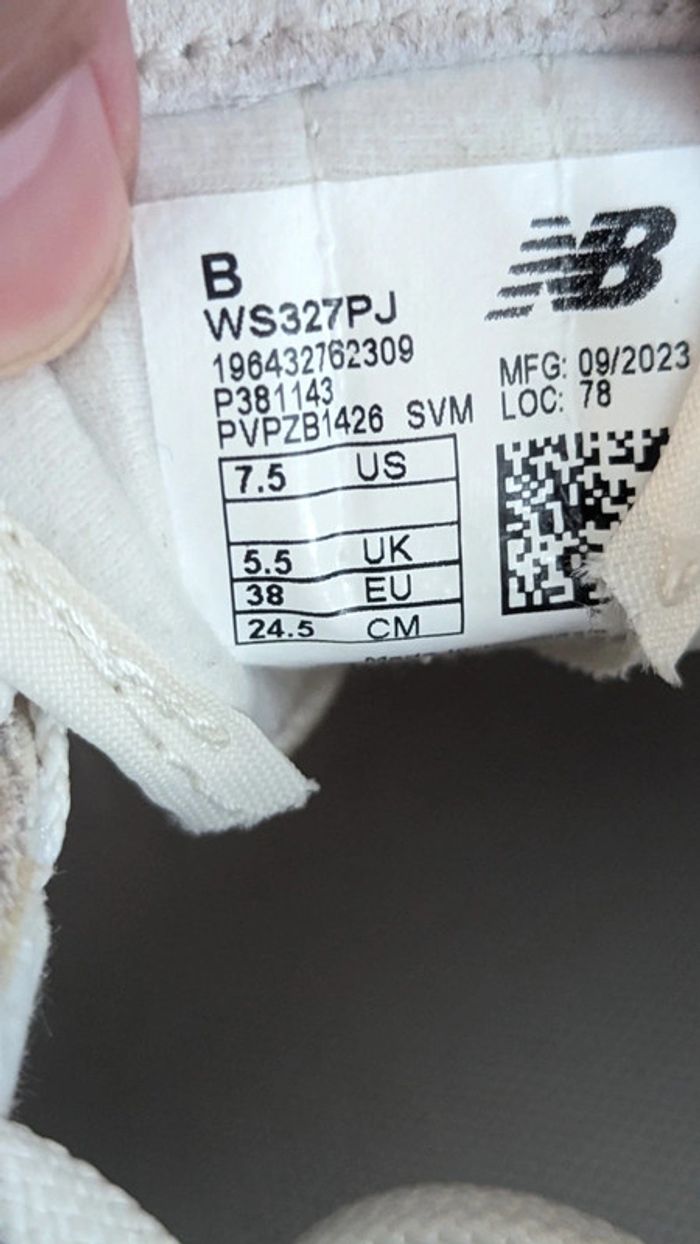 B
WS327PJ
196432762309
P381143
PVPZB1426 SVM
NB
MFG: 09/2023
LOC: 78
7.5 US
5.5 UK
38 EU
24.5 CM